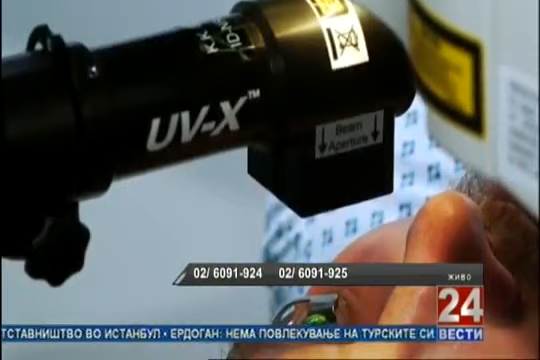 UV-X™
Beam
Aperture
02/ 6091-924 02/ 6091-925
живо
24
ВЕСТИ
ТСТАВНИШТВО ВО ИСТАНБУЛ • ЕРДОГАН: НЕМА ПОВЛЕКУВАЊЕ НА ТУРСКИТЕ СИ